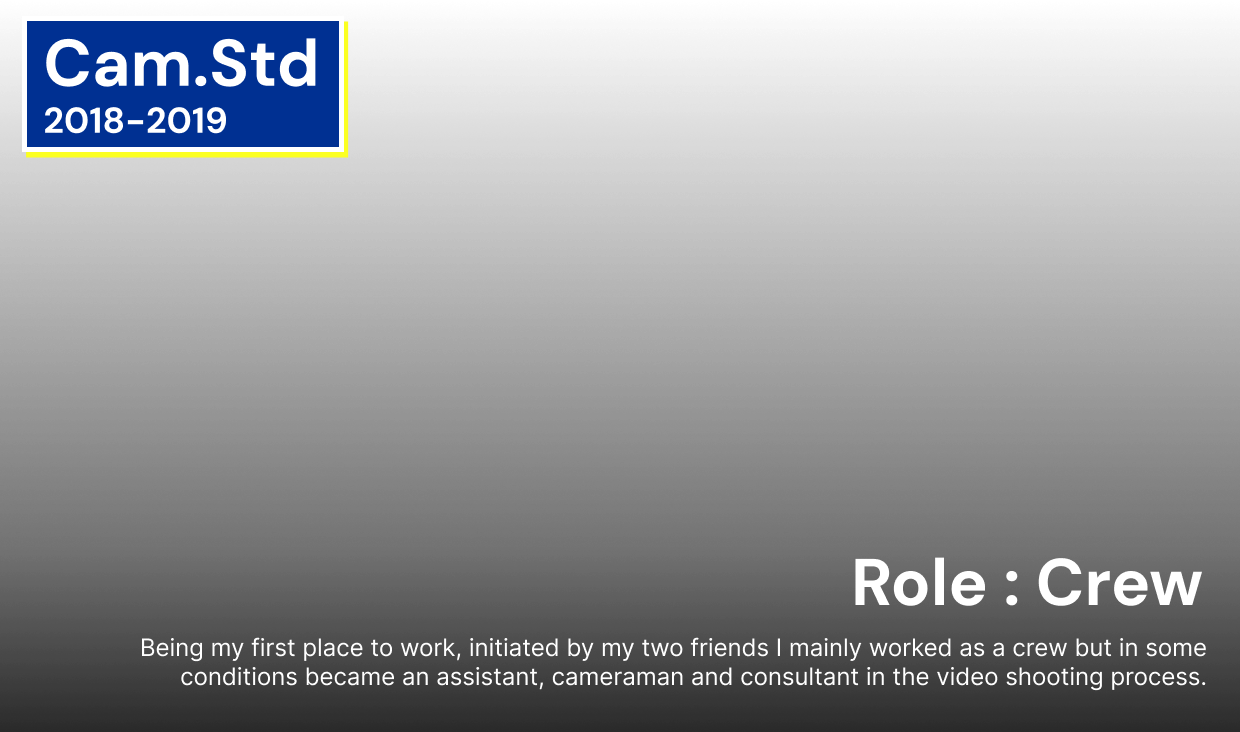 Cam.Std
2018-2019
Role : Crew
Being my first place to work, initiated by my two friends I mainly worked as a crew but in some
conditions became an assistant, cameraman and consultant in the video shooting process.